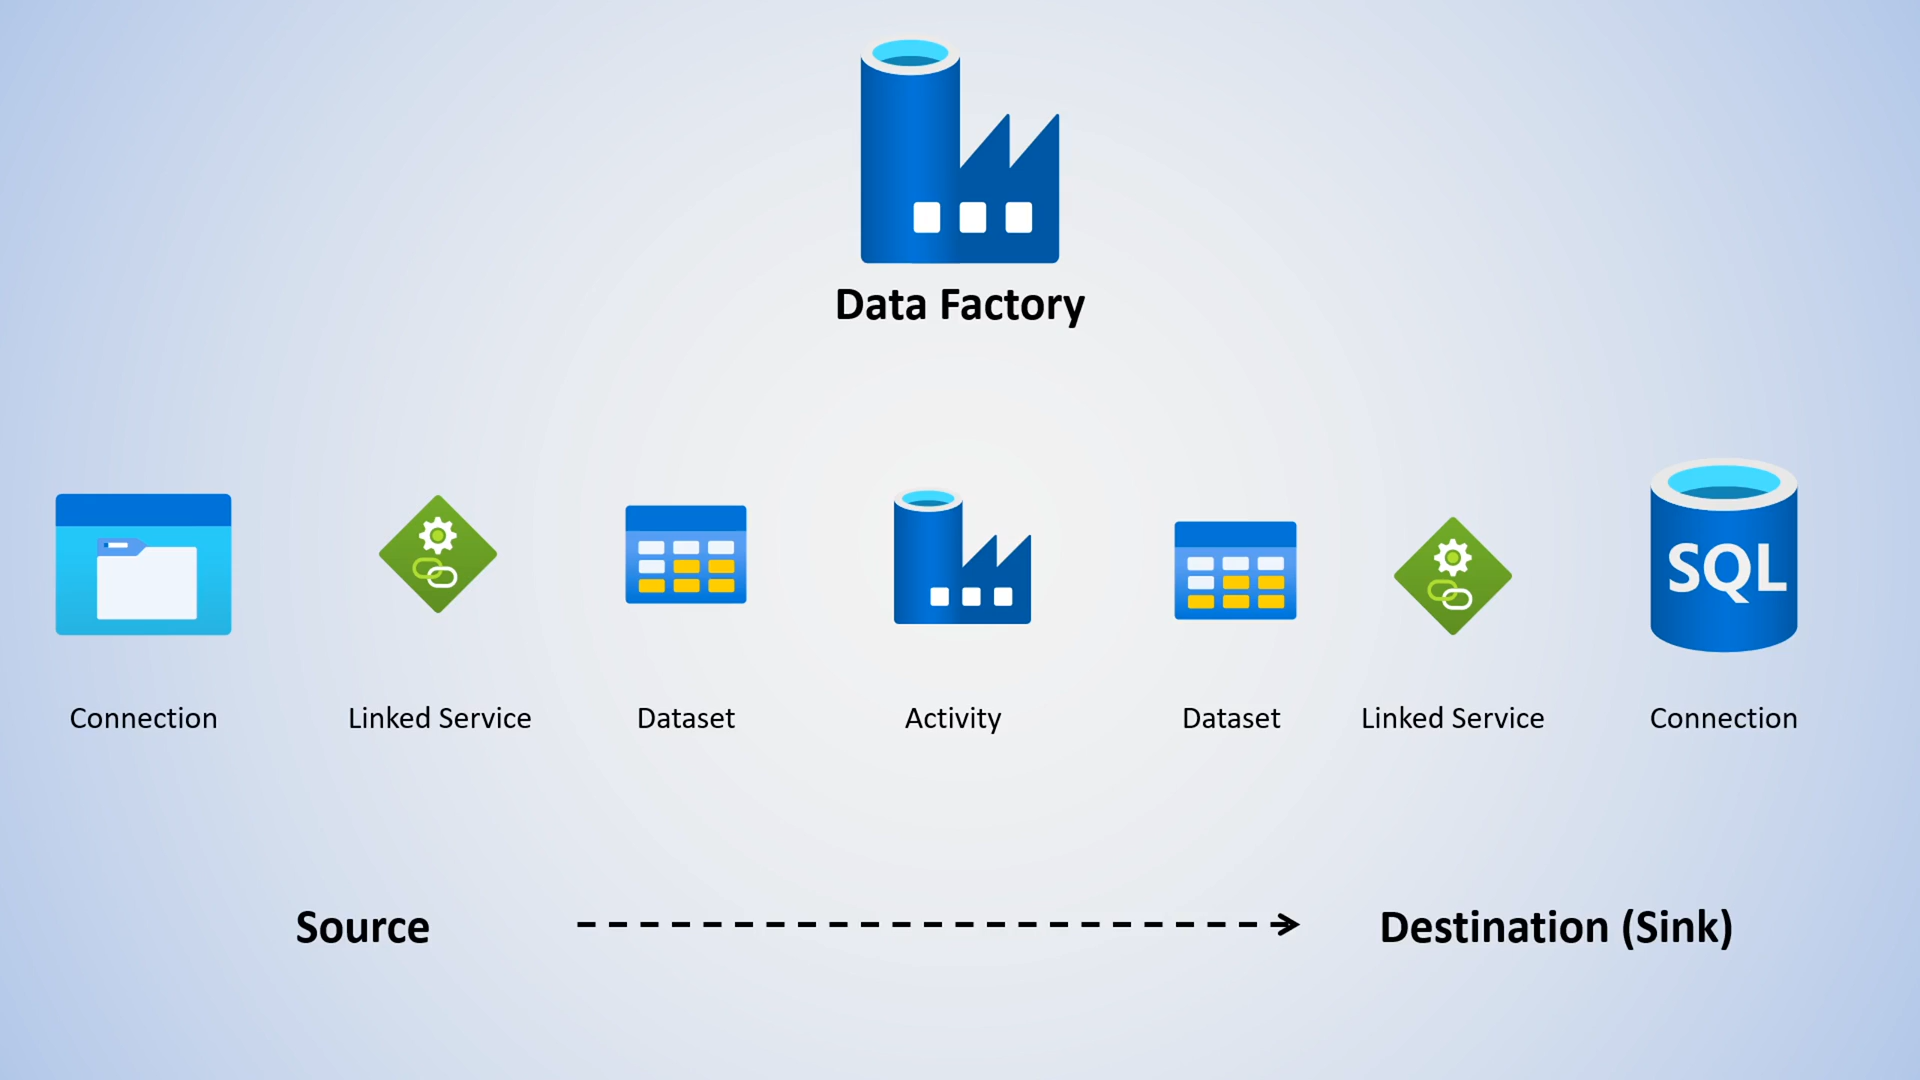 Data Factory
SQL
Connection
Linked Service
Dataset
Activity
Dataset
Linked Service
Connection
Source
Destination (Sink)